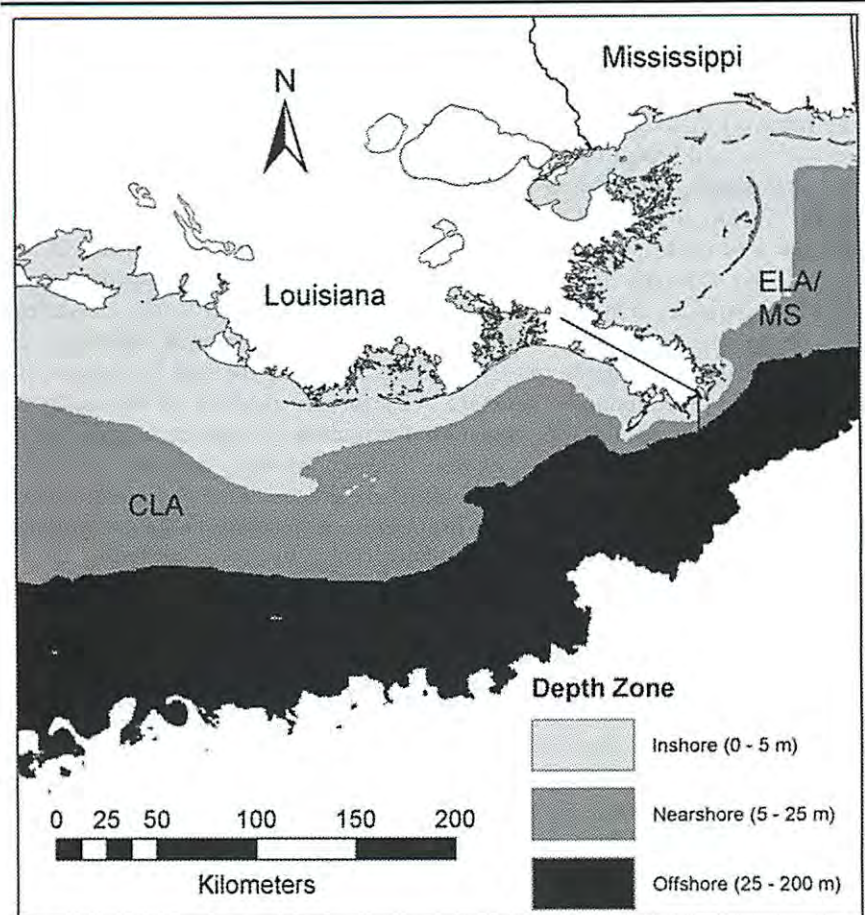 Mississippi
N
Louisiana
ELA/
MS
CLA
Depth Zone
Inshore (0 - 5 m)
Nearshore (5 - 25 m)
Offshore (25 - 200 m)
0 25 50 100 150 200
Kilometers